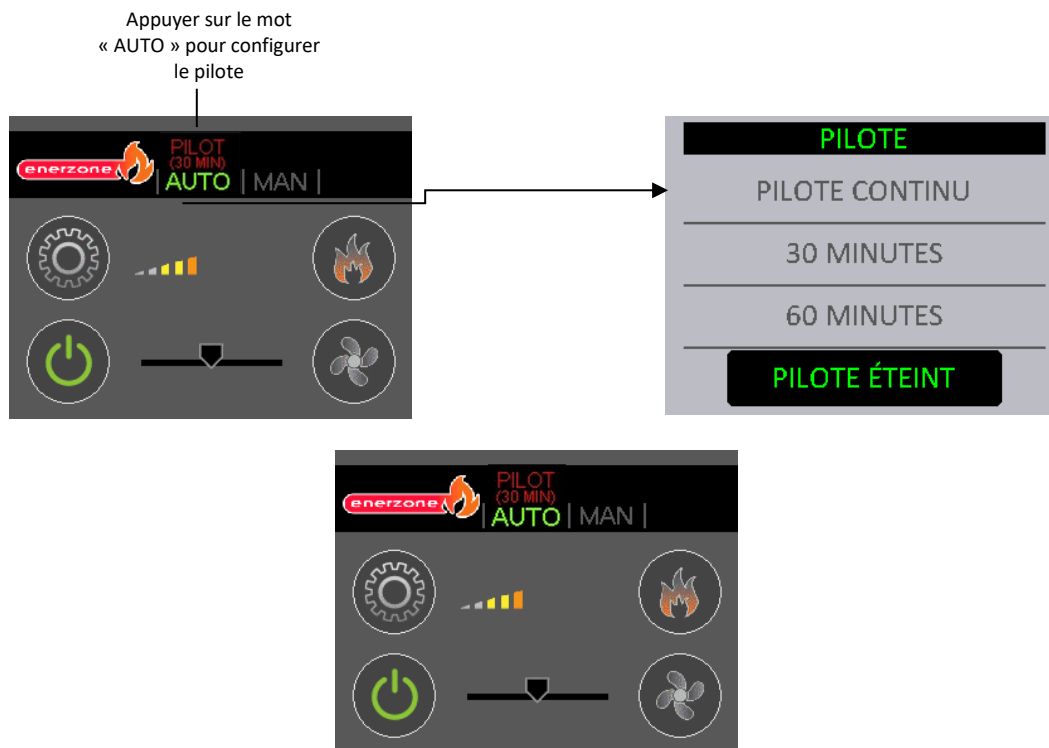 Appuyer sur le mot
« AUTO » pour configurer
le pilote
enerzone
PILOT
(30 MIN)
| AUTO | MAN |
PILOTE
PILOTE CONTINU
30 MINUTES
60 MINUTES
PILOTE ÉTEINT
enerzone
PILOT
(30 MIN)
| AUTO | MAN |